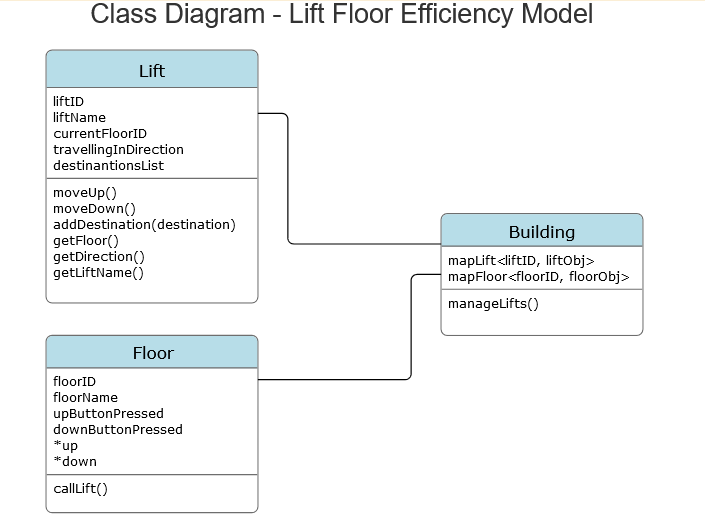 Class Diagram - Lift Floor Efficiency Model
Lift
liftID
liftName
currentFloorID
travellingInDirection
destinantionsList
moveUp()
moveDown()
addDestination(destination)
getFloor()
getDirection()
getLiftName()
Building
mapLift<liftID, liftObj>
mapFloor<floorID, floorObj>
manageLifts()
Floor
floorID
floorName
upButtonPressed
downButtonPressed
*up
*down
callLift()